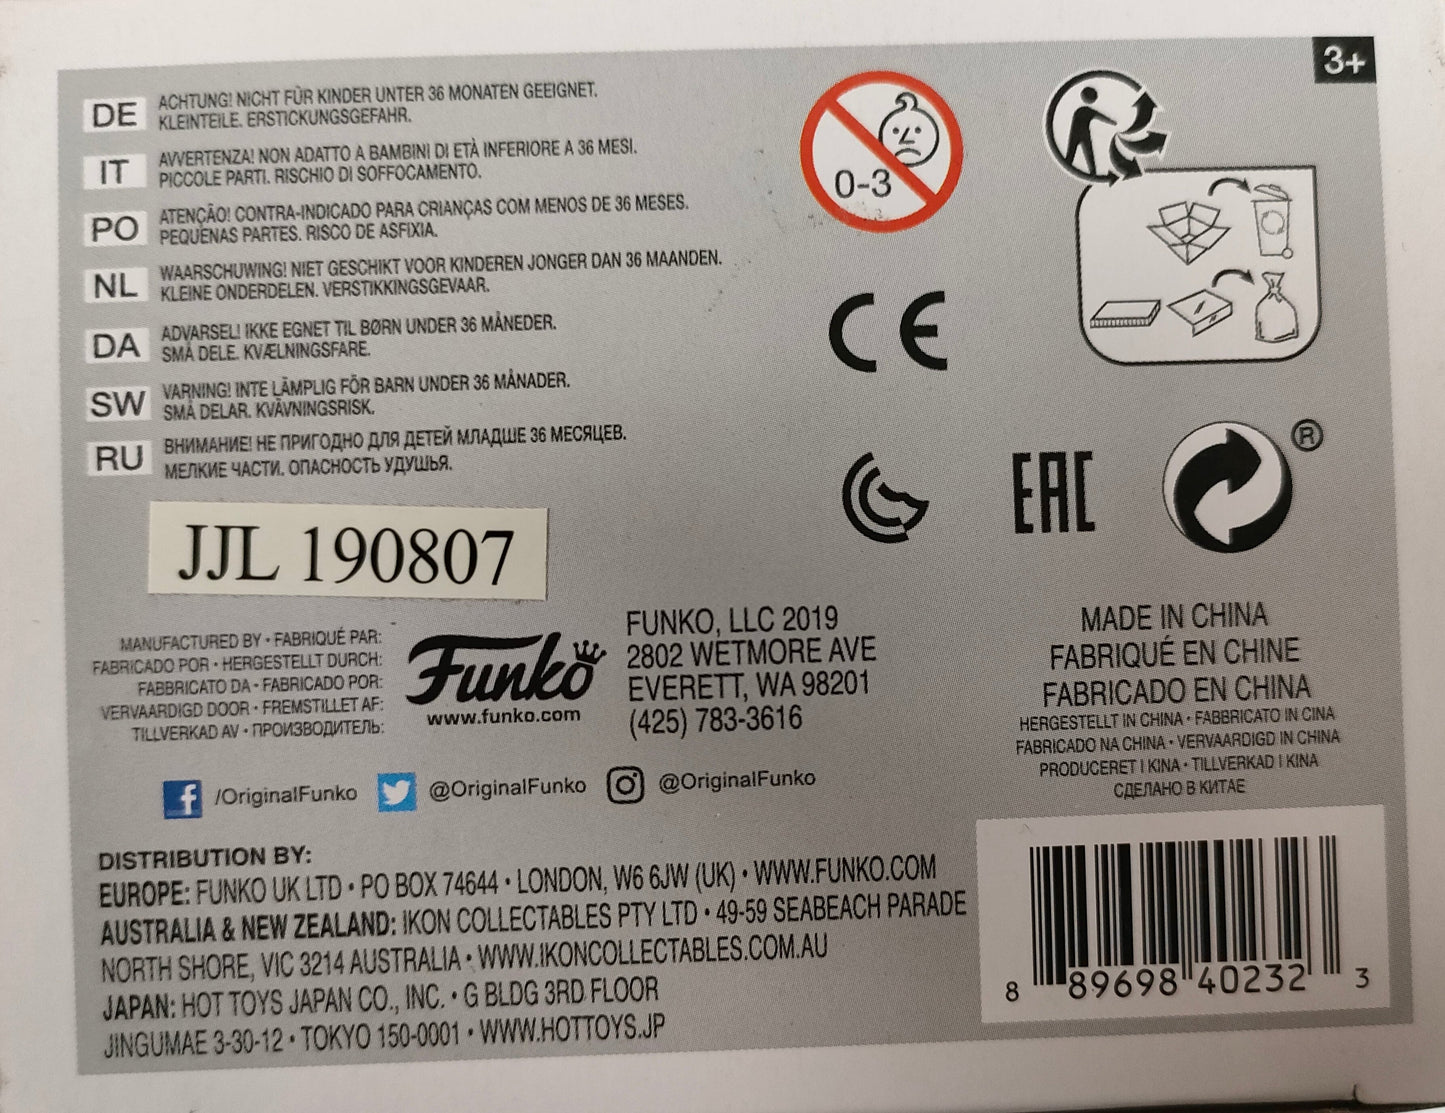 3+
DE
ACHTUNG! NICHT FÜR KINDER UNTER 36 MONATEN GEEIGNET.
KLEINTEILE. ERSTICKUNGSGEFAHR.
IT
AVVERTENZA! NON ADATTO A BAMBINI DI ETÀ INFERIORE A 36 MESI.
PICCOLE PARTI. RISCHIO DI SOFFOCAMENTO.
PO
ATENÇÃO! CONTRA-INDICADO PARA CRIANÇAS COM MENOS DE 36 MESES.
PEQUENAS PARTES. RISCO DE ASFIXIA.
NL
WAARSCHUWING! NIET GESCHIKT VOOR KINDEREN JONGER DAN 36 MAANDEN.
KLEINE ONDERDELEN. VERSTIKKINGSGEVAAR.
DA
ADVARSEL! IKKE EGNET TIL BØRN UNDER 36 MÅNEDER.
SMÅ DELE. KVÆLNINGSFARE.
SW
VARNING! INTE LÄMPLIG FÖR BARN UNDER 36 MÅNADER.
SMÅ DELAR. KVÄVNINGSRISK.
RU
ВНИМАНИЕ! НЕ ПРИГОДНО ДЛЯ ДЕТЕЙ МЛАДШЕ 36 МЕСЯЦЕВ.
МЕЛКИЕ ЧАСТИ. ОПАСНОСТЬ УДУШЬЯ.
0-3
CE
EAC
®
JJL 190807
MANUFACTURED BY • FABRIQUÉ PAR:
FABRICADO POR • HERGESTELLT DURCH:
FABBRICATO DA • FABRICADO POR:
VERVAARDIGD DOOR • FREMSTILLET AF:
TILLVERKAD AV • ПРОИЗВОДИТЕЛЬ:
Funko
www.funko.com
FUNKO, LLC 2019
2802 WETMORE AVE
EVERETT, WA 98201
(425) 783-3616
MADE IN CHINA
FABRIQUÉ EN CHINE
FABRICADO EN CHINA
HERGESTELLT IN CHINA • FABBRICATO IN CINA
FABRICADO NA CHINA • VERVAARDIGD IN CHINA
PRODUCERET I KINA • TILLVERKAD I KINA
СДЕЛАНО В КИТАЕ
/OriginalFunko @OriginalFunko @OriginalFunko
DISTRIBUTION BY:
EUROPE: FUNKO UK LTD • PO BOX 74644 • LONDON, W6 6JW (UK) • WWW.FUNKO.COM
AUSTRALIA & NEW ZEALAND: IKON COLLECTABLES PTY LTD • 49-59 SEABEACH PARADE
NORTH SHORE, VIC 3214 AUSTRALIA • WWW.IKONCOLLECTABLES.COM.AU
JAPAN: HOT TOYS JAPAN CO., INC. • G BLDG 3RD FLOOR
JINGUMAE 3-30-12 • TOKYO 150-0001 • WWW.HOTTOYS.JP
8 89698 40232 3